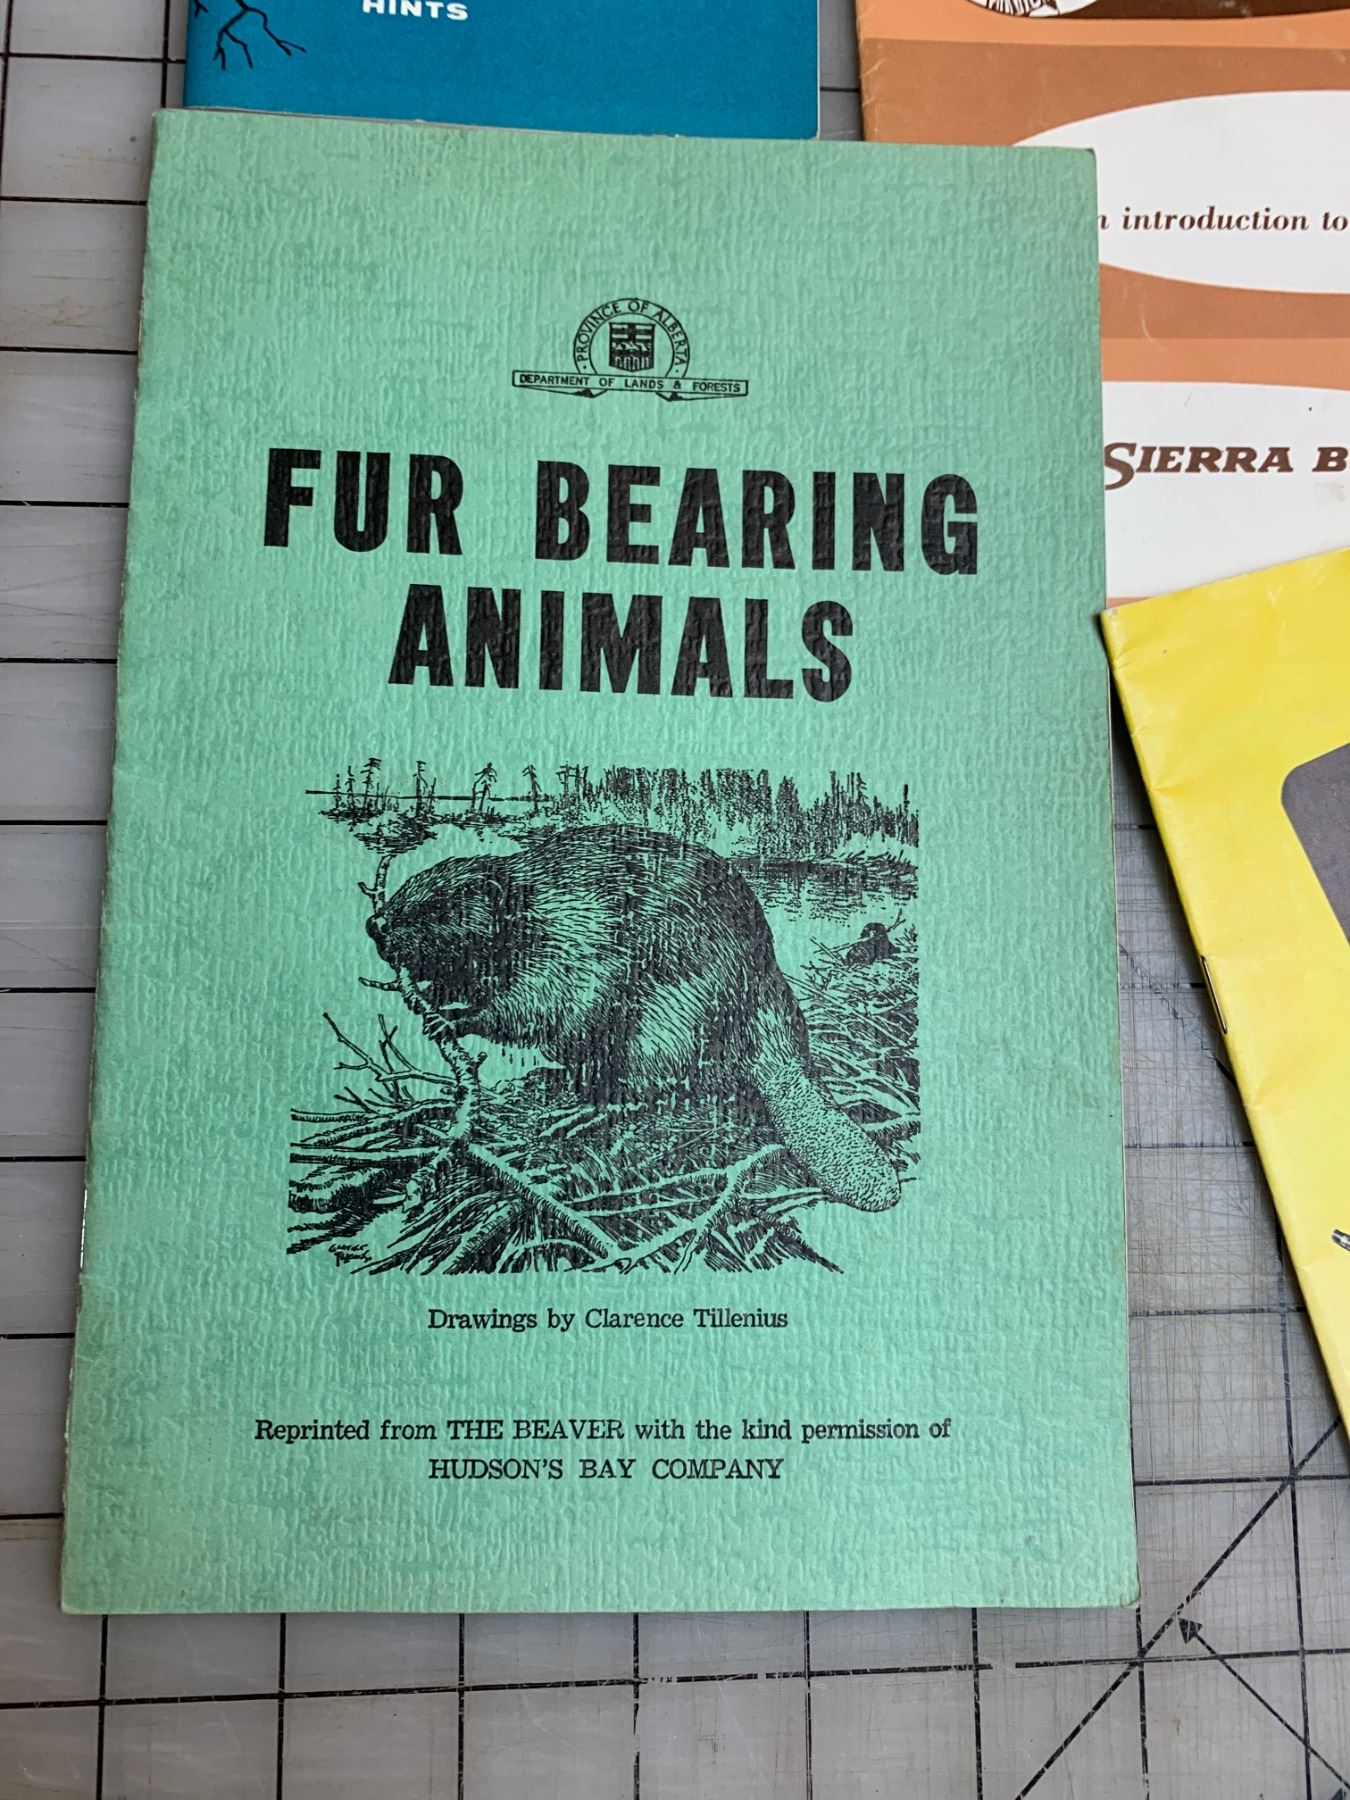 HINTS
introduction to
SIERRA B
PROVINCE OF ALBERTA
DEPARTMENT OF LANDS & FORESTS
FUR BEARING
ANIMALS
Drawings by Clarence Tillenius
Reprinted from THE BEAVER with the kind permission of
HUDSON'S BAY COMPANY